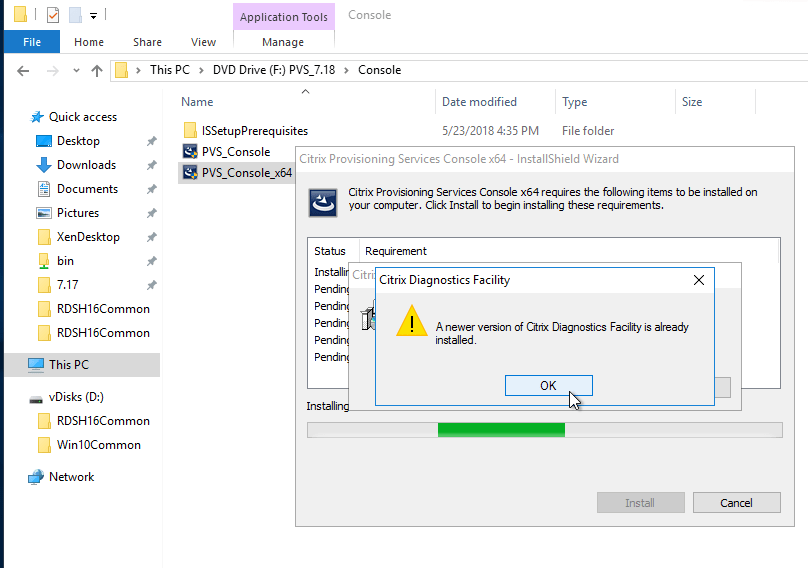 Application Tools
Console
File
Home
Share
View
Manage
This PC
DVD Drive (F:) PVS_7.18
Console
Name
Date modified
Type
Size
Quick access
Desktop
Downloads
Documents
Pictures
XenDesktop
bin
7.17
RDSH16Common
RDSH16Common
This PC
vDisks (D:)
RDSH16Common
Win10Common
Network
ISSetupPrerequisites
5/23/2018 4:35 PM
File folder
PVS_Console
PVS_Console_x64
Citrix Provisioning Services Console x64 - InstallShield Wizard
Citrix Provisioning Services Console x64 requires the following items to be installed on
your computer. Click Install to begin installing these requirements.
Status
Requirement
Installin
Pending
Pending
Pending
Pending
Pending
Citri
Citrix Diagnostics Facility
A newer version of Citrix Diagnostics Facility is already
installed.
OK
Installing
Install
Cancel